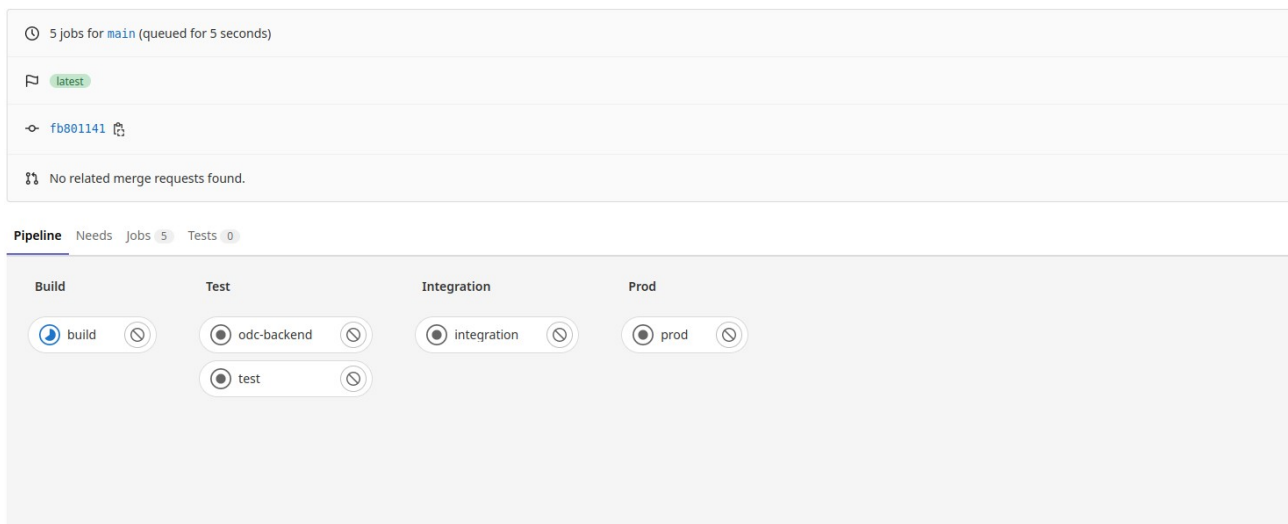 5 jobs for main (queued for 5 seconds)
latest
fb801141
No related merge requests found.
Pipeline Needs Jobs 5 Tests 0
Build Test Integration Prod
build odc-backend integration prod
test